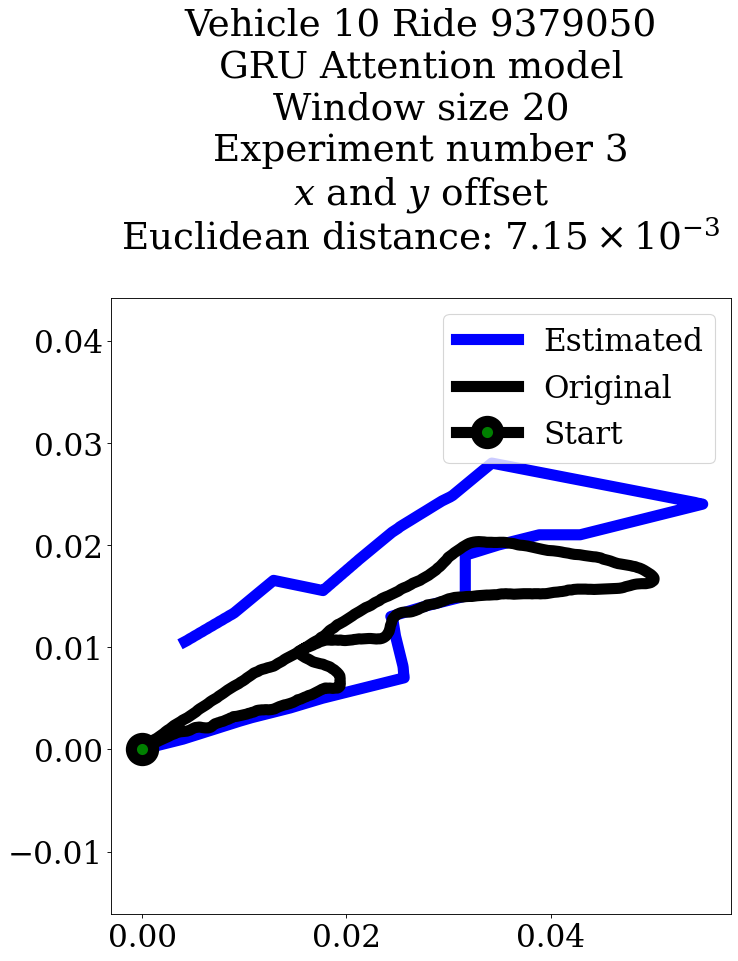 Vehicle 10 Ride 9379050
GRU Attention model
Window size 20
Experiment number 3
x and y offset
Euclidean distance: 7.15 × 10⁻³
Estimated
Original
Start
0.04
0.03
0.02
0.01
0.00
−0.01
0.00 0.02 0.04